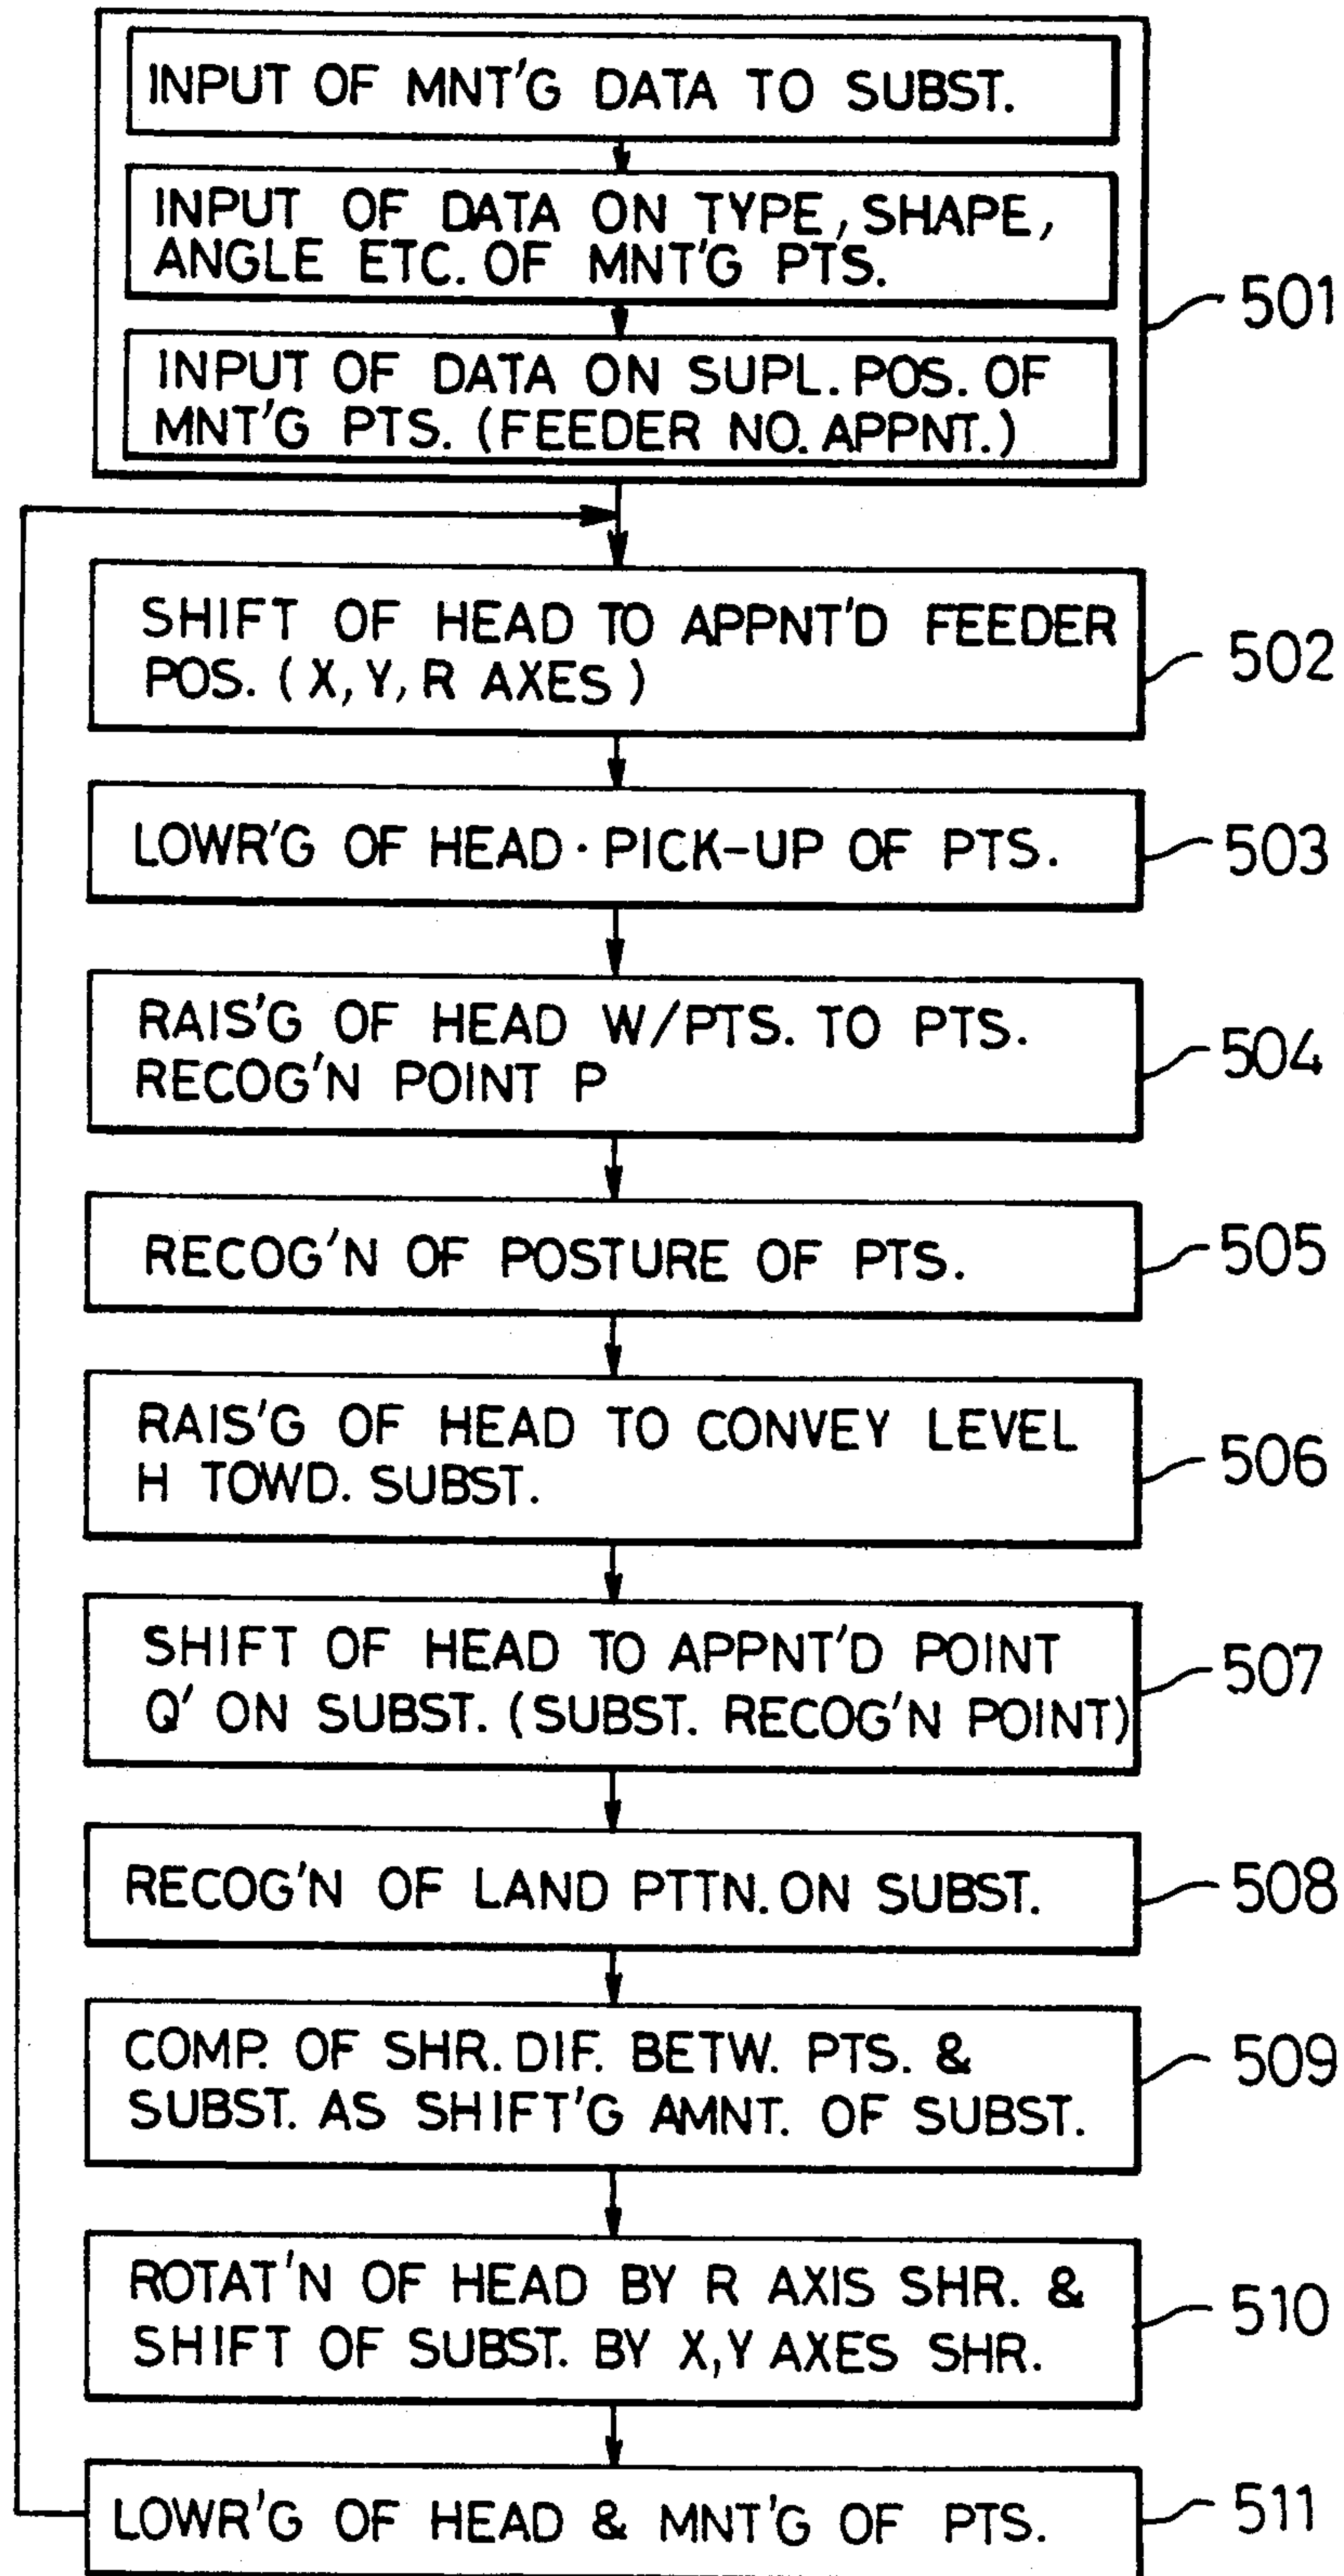 INPUT OF MNT'G DATA TO SUBST.
INPUT OF DATA ON TYPE, SHAPE,
ANGLE ETC. OF MNT'G PTS.
INPUT OF DATA ON SUPL. POS. OF
MNT'G PTS. (FEEDER NO. APPNT.)
501
SHIFT OF HEAD TO APPNT'D FEEDER
POS. (X, Y, R AXES)
502
LOWR'G OF HEAD · PICK-UP OF PTS.
503
RAIS'G OF HEAD W/PTS. TO PTS.
RECOG'N POINT P
504
RECOG'N OF POSTURE OF PTS.
505
RAIS'G OF HEAD TO CONVEY LEVEL
H TOWD. SUBST.
506
SHIFT OF HEAD TO APPNT'D POINT
Q' ON SUBST. (SUBST. RECOG'N POINT)
507
RECOG'N OF LAND PTTN. ON SUBST.
508
COMP. OF SHR. DIF. BETW. PTS. &
SUBST. AS SHIFT'G AMNT. OF SUBST.
509
ROTAT'N OF HEAD BY R AXIS SHR. &
SHIFT OF SUBST. BY X, Y AXES SHR.
510
LOWR'G OF HEAD & MNT'G OF PTS.
511